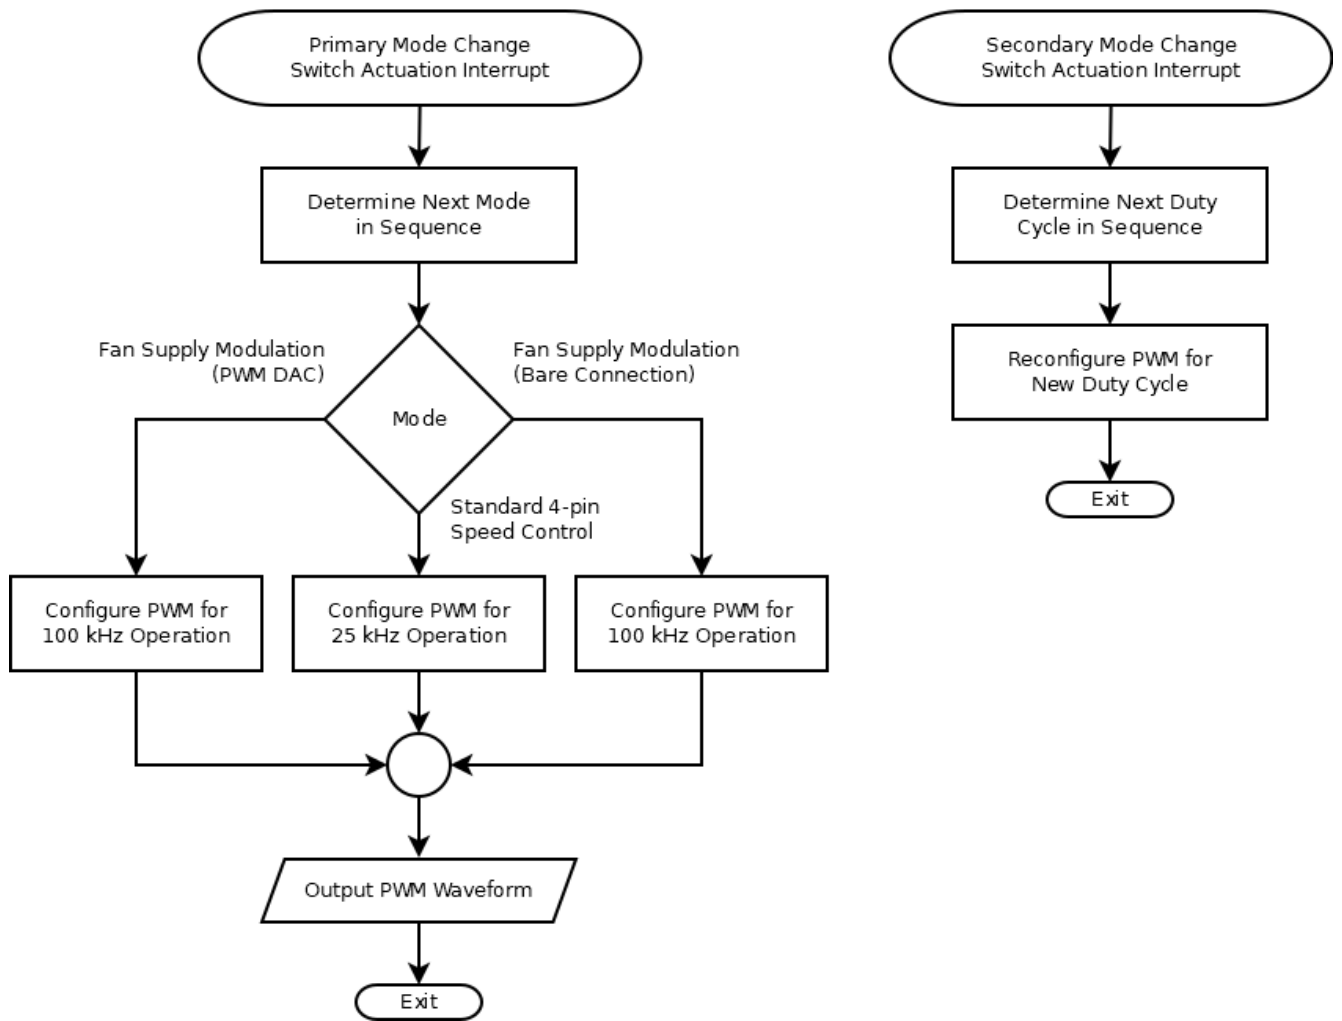 Primary Mode Change
Switch Actuation Interrupt
Determine Next Mode
in Sequence
Fan Supply Modulation
(PWM DAC)
Fan Supply Modulation
(Bare Connection)
Mode
Standard 4-pin
Speed Control
Configure PWM for
100 kHz Operation
Configure PWM for
25 kHz Operation
Configure PWM for
100 kHz Operation
Output PWM Waveform
Exit
Secondary Mode Change
Switch Actuation Interrupt
Determine Next Duty
Cycle in Sequence
Reconfigure PWM for
New Duty Cycle
Exit